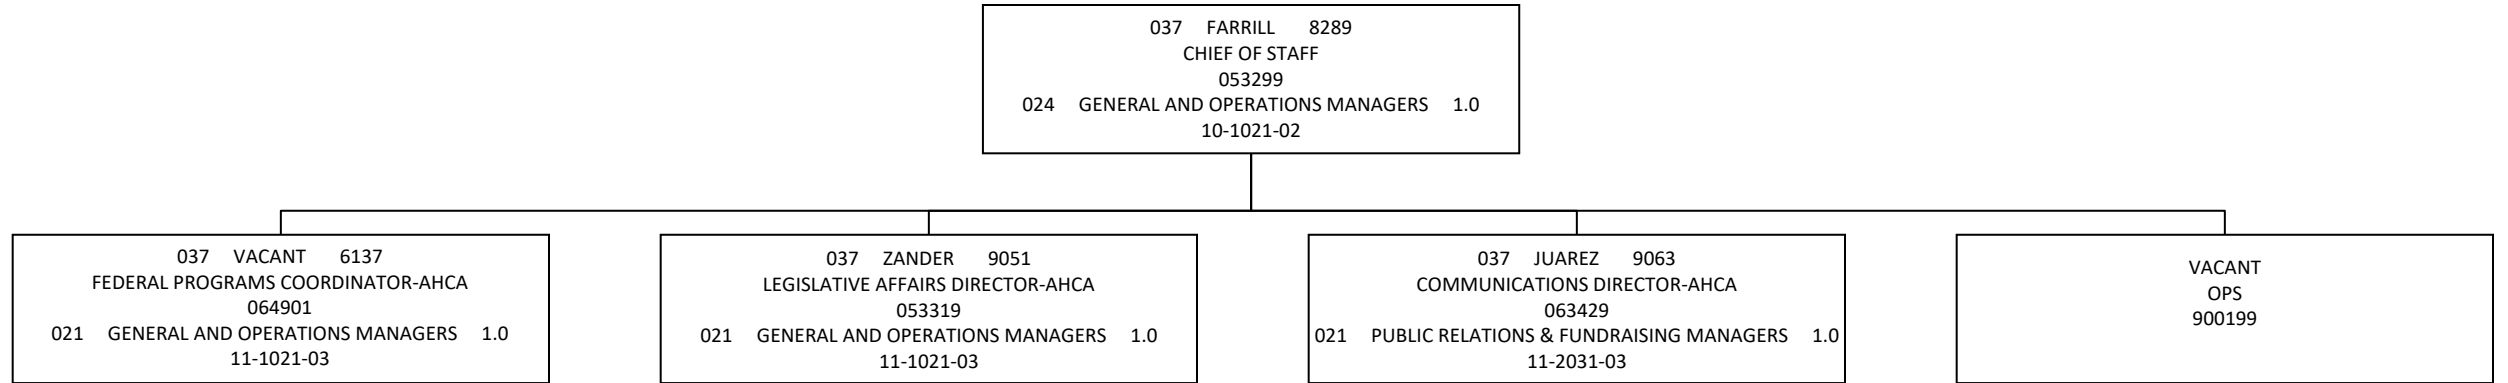 037 FARRILL 8289
CHIEF OF STAFF
053299
024 GENERAL AND OPERATIONS MANAGERS 1.0
10-1021-02
037 VACANT 6137
FEDERAL PROGRAMS COORDINATOR-AHCA
064901
021 GENERAL AND OPERATIONS MANAGERS 1.0
11-1021-03
037 ZANDER 9051
LEGISLATIVE AFFAIRS DIRECTOR-AHCA
053319
021 GENERAL AND OPERATIONS MANAGERS 1.0
11-1021-03
037 JUAREZ 9063
COMMUNICATIONS DIRECTOR-AHCA
063429
021 PUBLIC RELATIONS & FUNDRAISING MANAGERS 1.0
11-2031-03
VACANT
OPS
900199